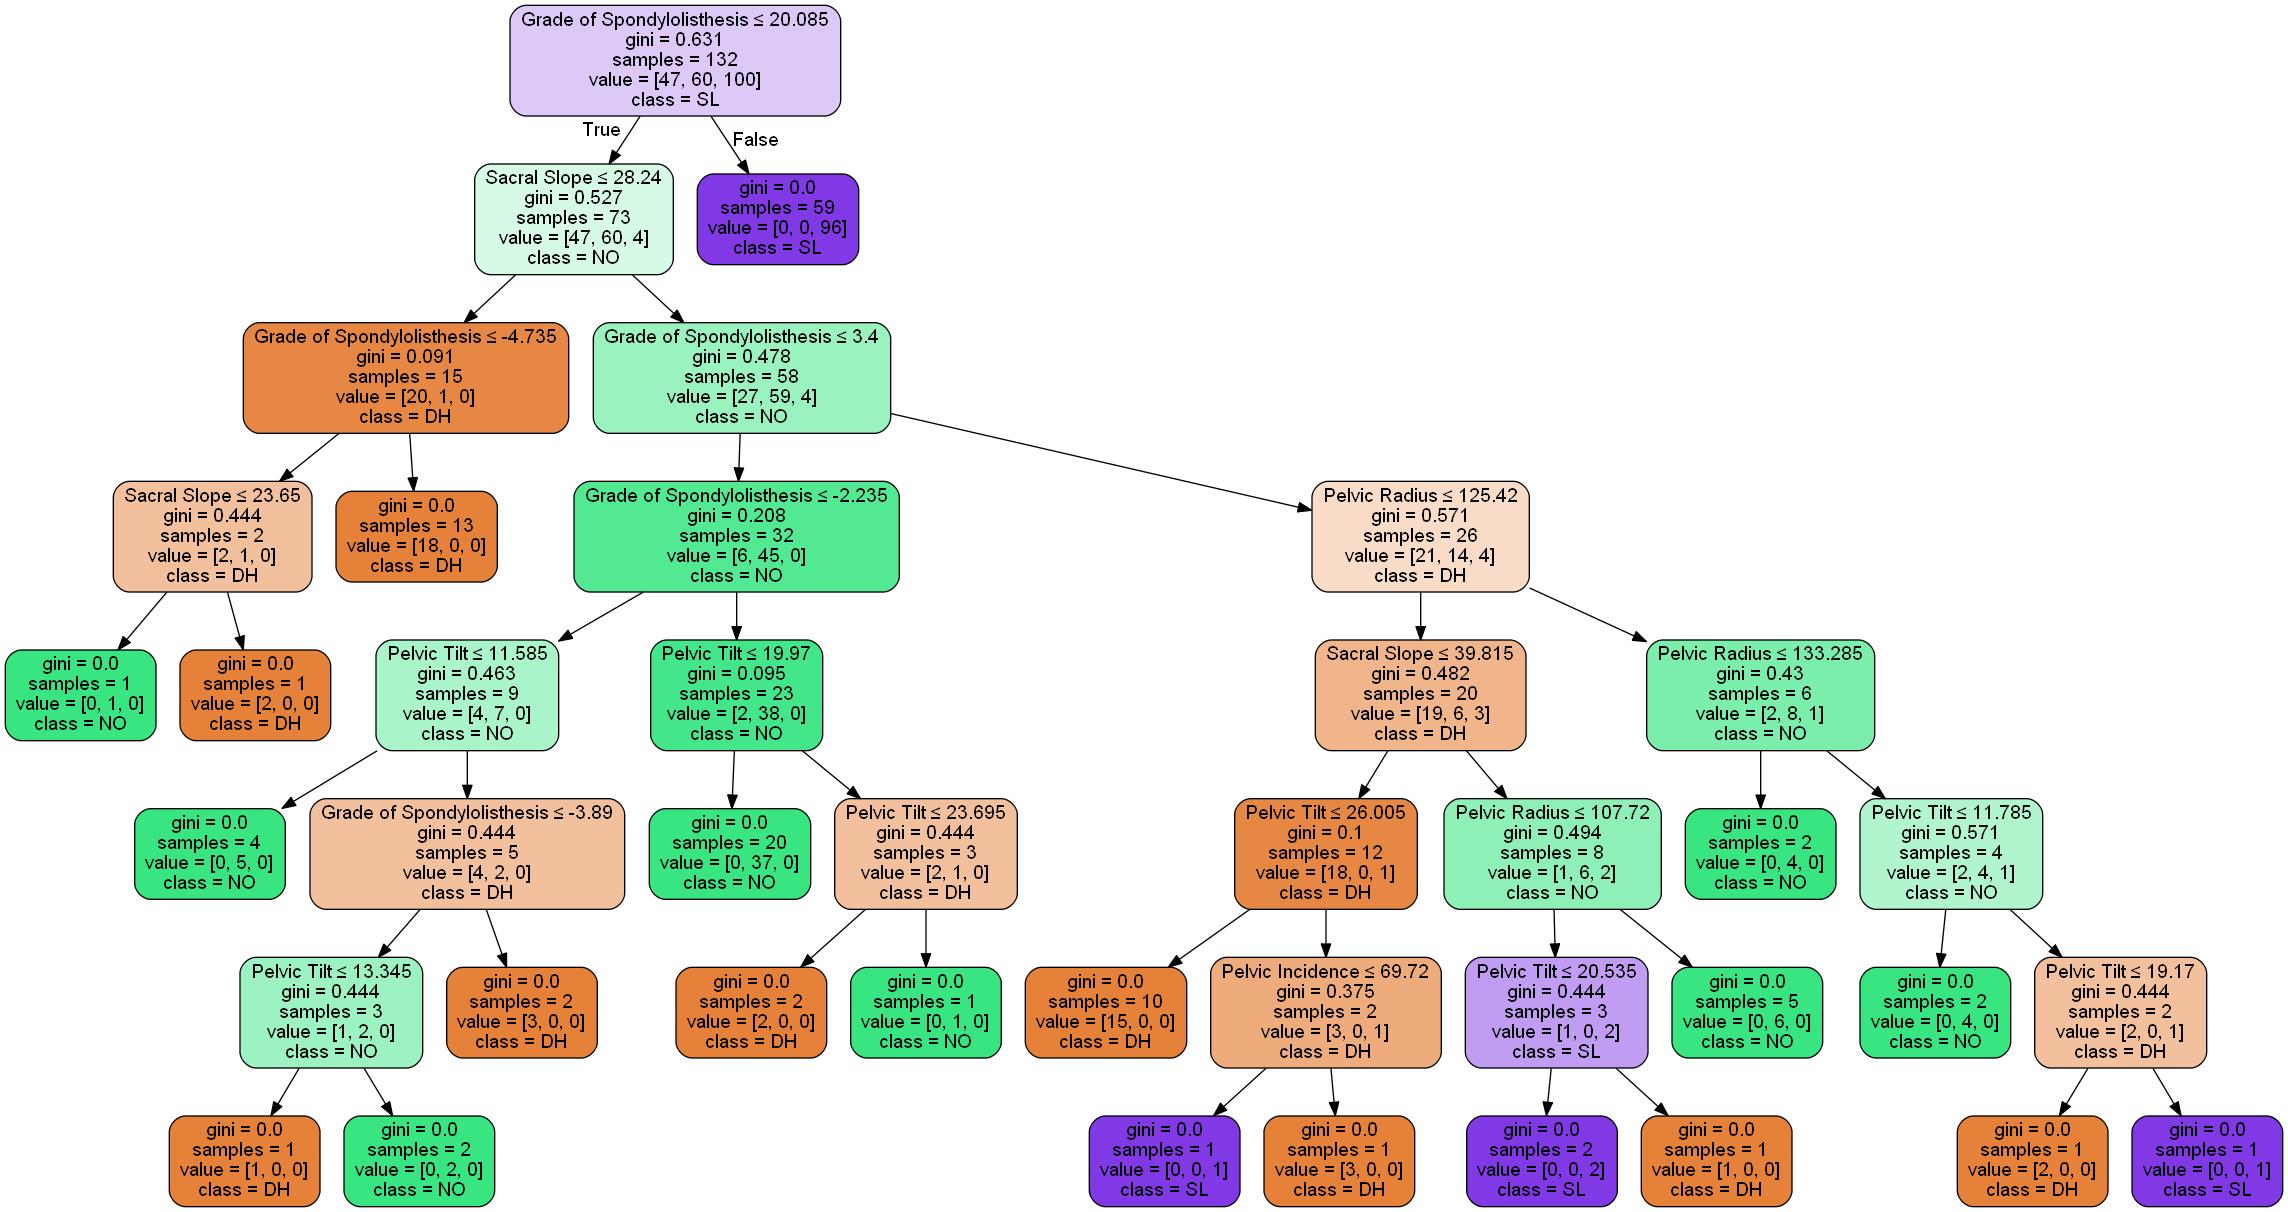 Grade of Spondylolisthesis ≤ 20.085
gini = 0.631
samples = 132
value = [47, 60, 100]
class = SL
True
False
Sacral Slope ≤ 28.24
gini = 0.527
samples = 73
value = [47, 60, 4]
class = NO
gini = 0.0
samples = 59
value = [0, 0, 96]
class = SL
Grade of Spondylolisthesis ≤ -4.735
gini = 0.091
samples = 15
value = [20, 1, 0]
class = DH
Grade of Spondylolisthesis ≤ 3.4
gini = 0.478
samples = 58
value = [27, 59, 4]
class = NO
Sacral Slope ≤ 23.65
gini = 0.444
samples = 2
value = [2, 1, 0]
class = DH
gini = 0.0
samples = 13
value = [18, 0, 0]
class = DH
Grade of Spondylolisthesis ≤ -2.235
gini = 0.208
samples = 32
value = [6, 45, 0]
class = NO
Pelvic Radius ≤ 125.42
gini = 0.571
samples = 26
value = [21, 14, 4]
class = DH
gini = 0.0
samples = 1
value = [0, 1, 0]
class = NO
gini = 0.0
samples = 1
value = [2, 0, 0]
class = DH
Pelvic Tilt ≤ 11.585
gini = 0.463
samples = 9
value = [4, 7, 0]
class = NO
Pelvic Tilt ≤ 19.97
gini = 0.095
samples = 23
value = [2, 38, 0]
class = NO
Sacral Slope ≤ 39.815
gini = 0.482
samples = 20
value = [19, 6, 3]
class = DH
Pelvic Radius ≤ 133.285
gini = 0.43
samples = 6
value = [2, 8, 1]
class = NO
gini = 0.0
samples = 4
value = [0, 5, 0]
class = NO
Grade of Spondylolisthesis ≤ -3.89
gini = 0.444
samples = 5
value = [4, 2, 0]
class = DH
gini = 0.0
samples = 20
value = [0, 37, 0]
class = NO
Pelvic Tilt ≤ 23.695
gini = 0.444
samples = 3
value = [2, 1, 0]
class = DH
Pelvic Tilt ≤ 26.005
gini = 0.1
samples = 12
value = [18, 0, 1]
class = DH
Pelvic Radius ≤ 107.72
gini = 0.494
samples = 8
value = [1, 6, 2]
class = NO
gini = 0.0
samples = 2
value = [0, 4, 0]
class = NO
Pelvic Tilt ≤ 11.785
gini = 0.571
samples = 4
value = [2, 4, 1]
class = NO
Pelvic Tilt ≤ 13.345
gini = 0.444
samples = 3
value = [1, 2, 0]
class = NO
gini = 0.0
samples = 2
value = [3, 0, 0]
class = DH
gini = 0.0
samples = 2
value = [2, 0, 0]
class = DH
gini = 0.0
samples = 1
value = [0, 1, 0]
class = NO
gini = 0.0
samples = 10
value = [15, 0, 0]
class = DH
Pelvic Incidence ≤ 69.72
gini = 0.375
samples = 2
value = [3, 0, 1]
class = DH
Pelvic Tilt ≤ 20.535
gini = 0.444
samples = 3
value = [1, 0, 2]
class = SL
gini = 0.0
samples = 5
value = [0, 6, 0]
class = NO
gini = 0.0
samples = 2
value = [0, 4, 0]
class = NO
Pelvic Tilt ≤ 19.17
gini = 0.444
samples = 2
value = [2, 0, 1]
class = DH
gini = 0.0
samples = 1
value = [1, 0, 0]
class = DH
gini = 0.0
samples = 2
value = [0, 2, 0]
class = NO
gini = 0.0
samples = 1
value = [0, 0, 1]
class = SL
gini = 0.0
samples = 1
value = [3, 0, 0]
class = DH
gini = 0.0
samples = 2
value = [0, 0, 2]
class = SL
gini = 0.0
samples = 1
value = [1, 0, 0]
class = DH
gini = 0.0
samples = 1
value = [2, 0, 0]
class = DH
gini = 0.0
samples = 1
value = [0, 0, 1]
class = SL